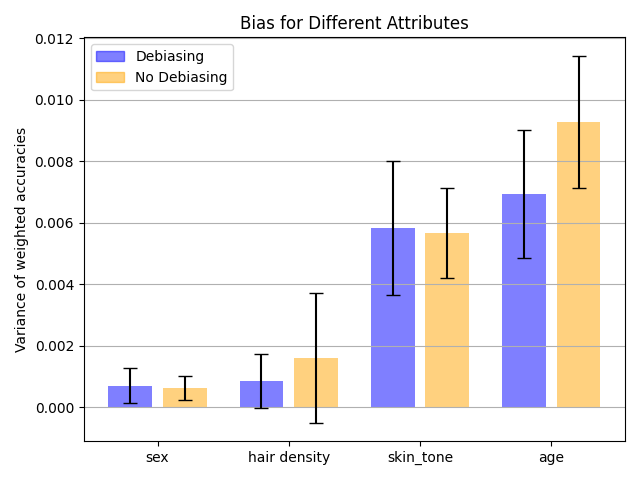 Bias for Different Attributes
Debiasing
No Debiasing
Variance of weighted accuracies
0.012
0.010
0.008
0.006
0.004
0.002
0.000
sex
hair density
skin_tone
age